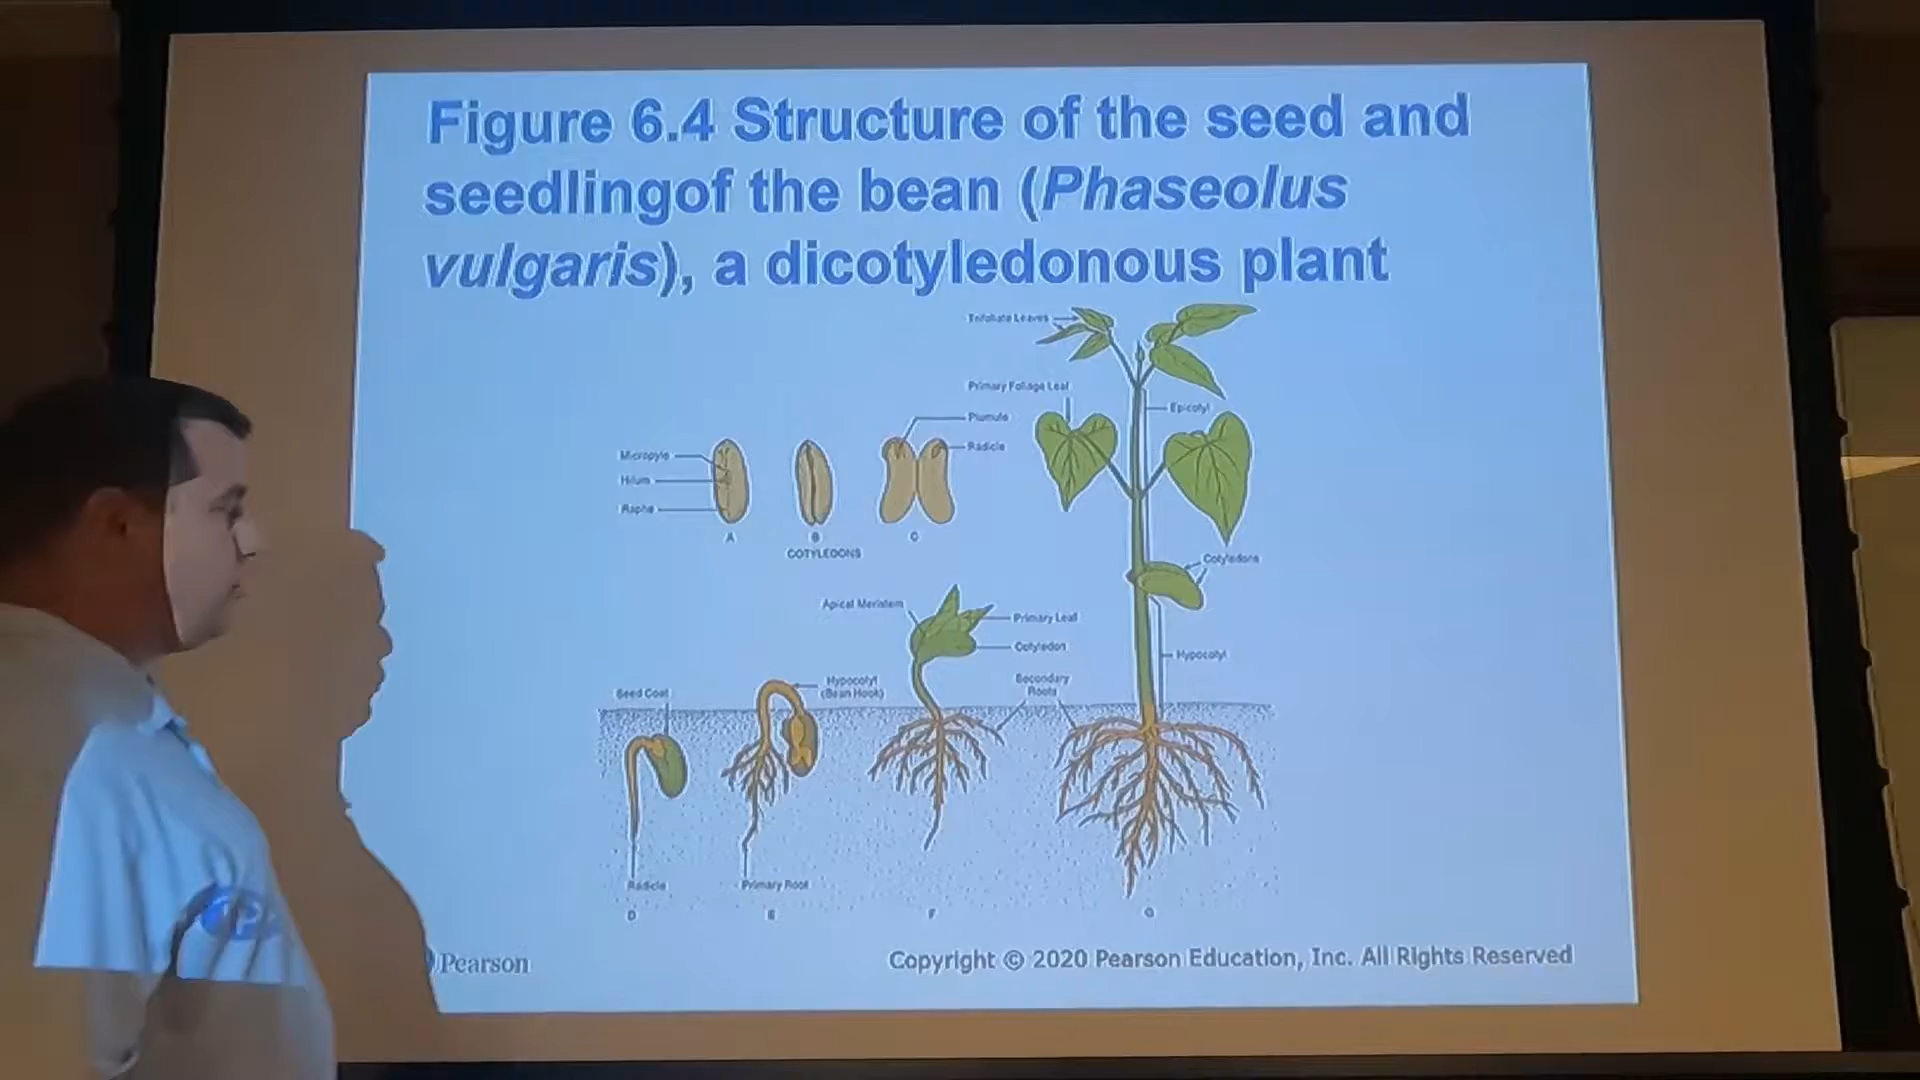 Figure 6.4 Structure of the seed and
seedlingof the bean (Phaseolus
vulgaris), a dicotyledonous plant
Trifoliate Leaves
Primary Foliage Leaf
Epicotyl
Plumule
Radicle
Micropyle
Hilum
Raphe
A
B
C
COTYLEDONS
Cotyledons
Apical Meristem
Primary Leaf
Cotyledon
Hypocotyl
Hypocotyl
(Bean Hook)
Secondary
Roots
Seed Coat
Radicle
Primary Root
D
E
F
G
Pearson
Copyright © 2020 Pearson Education, Inc. All Rights Reserved